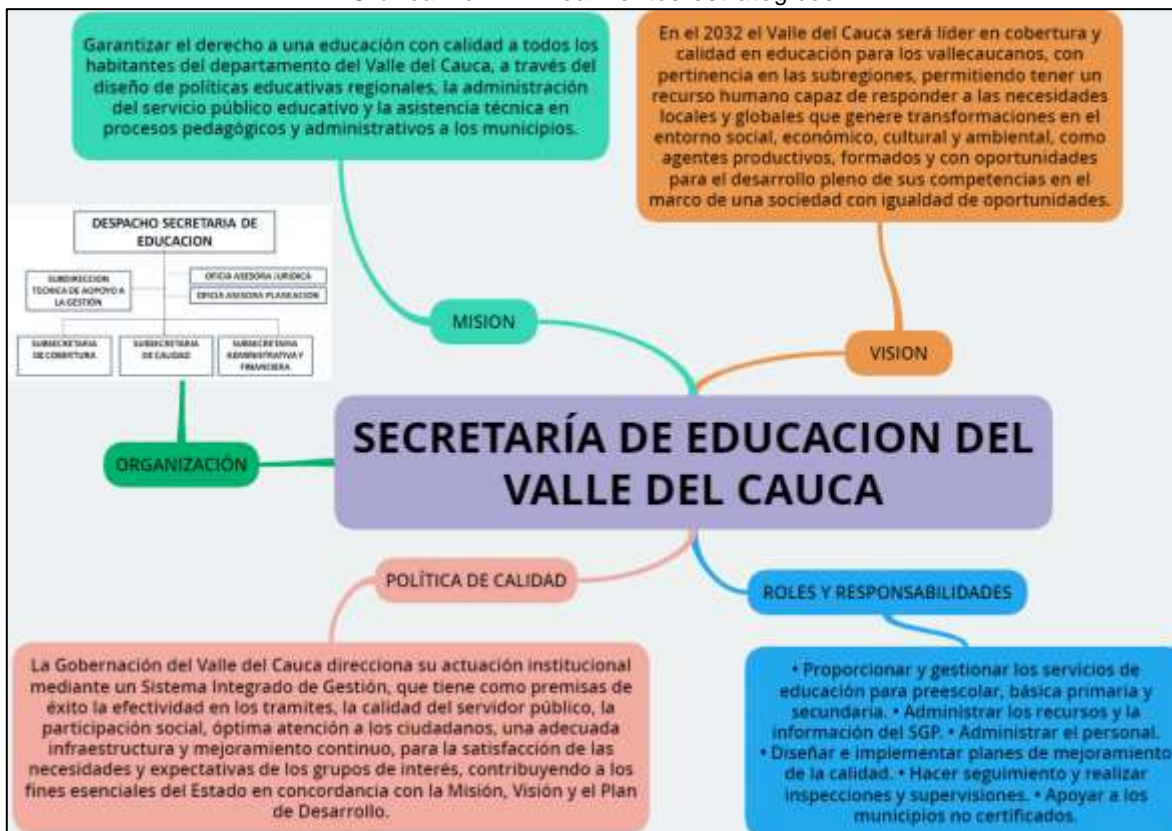 Garantizar el derecho a una educación con calidad a todos los
habitantes del departamento del Valle del Cauca, a través del
diseño de políticas educativas regionales, la administración
del servicio público educativo y la asistencia técnica en
procesos pedagógicos y administrativos a los municipios.
En el 2032 el Valle del Cauca será líder en cobertura y
calidad en educación para los vallecaucanos, con
pertinencia en las subregiones, permitiendo tener un
recurso humano capaz de responder a las necesidades
locales y globales que genere transformaciones en el
entorno social, económico, cultural y ambiental, como
agentes productivos, formados y con oportunidades
para el desarrollo pleno de sus competencias en el
marco de una sociedad con igualdad de oportunidades.
DESPACHO SECRETARIA DE
EDUCACION
SUBDIRECCION
TECNICA DE
A LA GESTIÓN
OFICIA ASESORA JURIDICA
OFICIA ASESORA PLANEACION
SUBSECRETARIA
DE COBERTURA
SUBSECRETARIA
DE CALIDAD
SUBSECRETARIA
ADMINISTRATIVA Y
FINANCIERA
MISION
VISION
ORGANIZACIÓN
SECRETARÍA DE EDUCACION DEL
VALLE DEL CAUCA
POLÍTICA DE CALIDAD
ROLES Y RESPONSABILIDADES
La Gobernación del Valle del Cauca direcciona su actuación institucional
mediante un Sistema Integrado de Gestión, que tiene como premisas de
éxito la efectividad en los tramites, la calidad del servidor público, la
participación social, óptima atención a los ciudadanos, una adecuada
infraestructura y mejoramiento continuo, para la satisfacción de las
necesidades y expectativas de los grupos de interés, contribuyendo a los
fines esenciales del Estado en concordancia con la Misión, Visión y el Plan
de Desarrollo.
• Proporcionar y gestionar los servicios de
educación para preescolar, básica primaria y
secundaria. • Administrar los recursos y la
información del SGP. • Administrar el personal.
• Diseñar e implementar planes de mejoramiento
de la calidad. • Hacer seguimiento y realizar
inspecciones y supervisiones. • Apoyar a los
municipios no certificados.